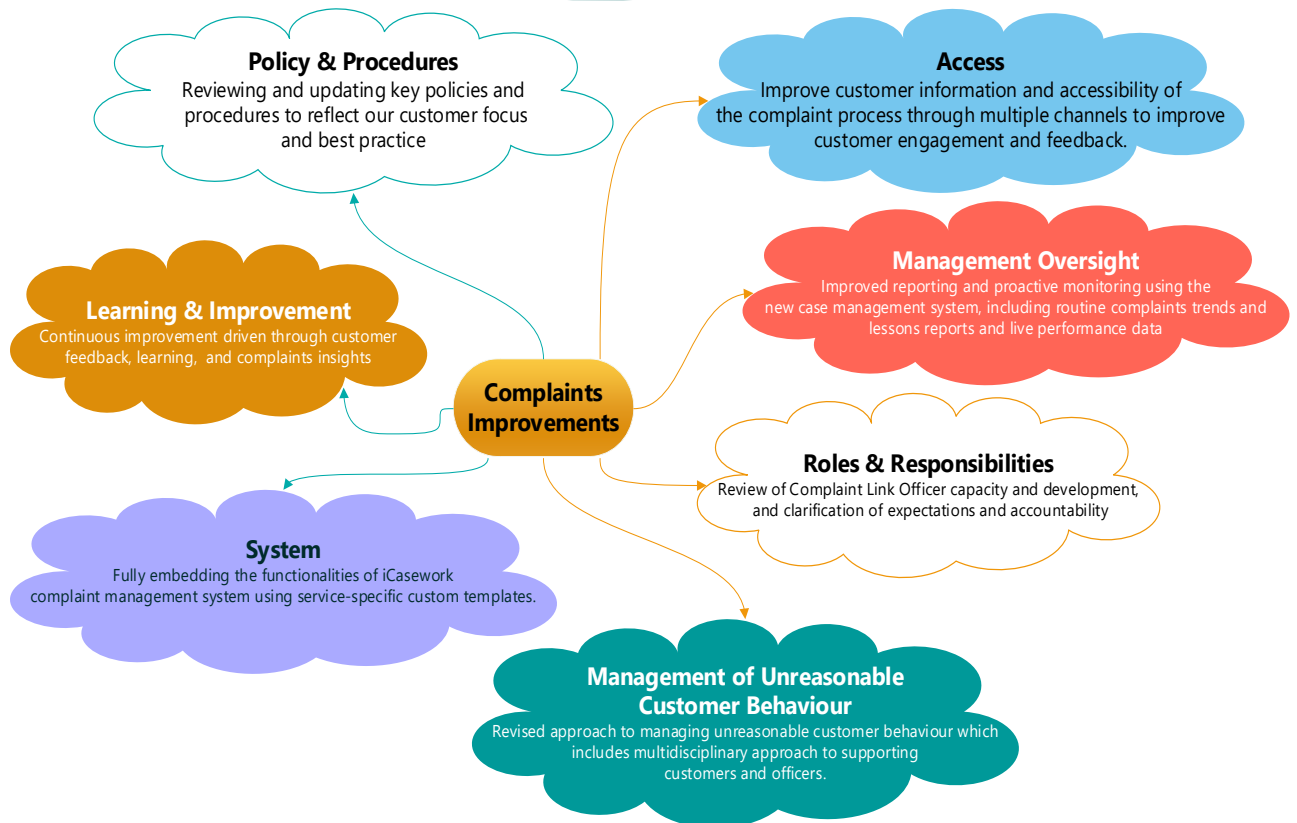 Policy & Procedures
Reviewing and updating key policies and
procedures to reflect our customer focus
and best practice
Access
Improve customer information and accessibility of
the complaint process through multiple channels to improve
customer engagement and feedback.
Management Oversight
Improved reporting and proactive monitoring using the
new case management system, including routine complaints trends and
lessons reports and live performance data
Learning & Improvement
Continuous improvement driven through customer
feedback, learning, and complaints insights
Complaints
Improvements
Roles & Responsibilities
Review of Complaint Link Officer capacity and development,
and clarification of expectations and accountability
System
Fully embedding the functionalities of iCasework
complaint management system using service-specific custom templates.
Management of Unreasonable
Customer Behaviour
Revised approach to managing unreasonable customer behaviour which
includes multidisciplinary approach to supporting
customers and officers.